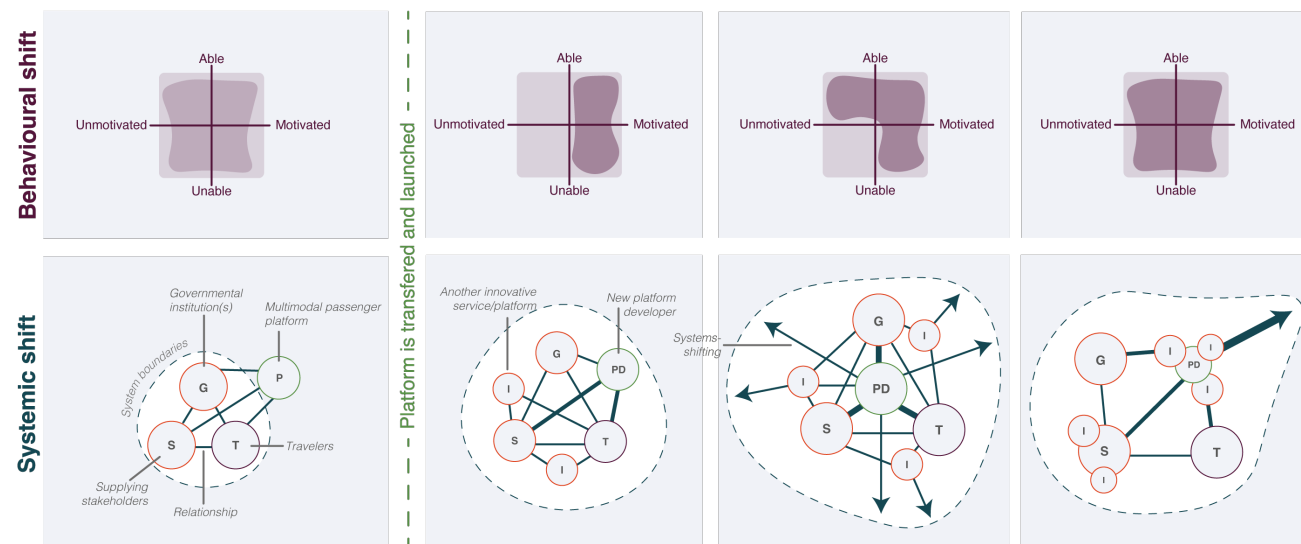 Behavioural shift
Able
Unmotivated
Motivated
Unable
Platform is transfered and launched
Able
Unmotivated
Motivated
Unable
Able
Unmotivated
Motivated
Unable
Able
Unmotivated
Motivated
Unable
Systemic shift
Governmental
institution(s)
Multimodal passenger
platform
System boundaries
G
P
S
T
Travelers
Supplying
stakeholders
Relationship
Another innovative
service/platform
New platform
developer
G
PD
I
S
T
I
Systems-
shifting
G
I
I
PD
S
T
I
G
I
I
PD
I
I
S
T
I